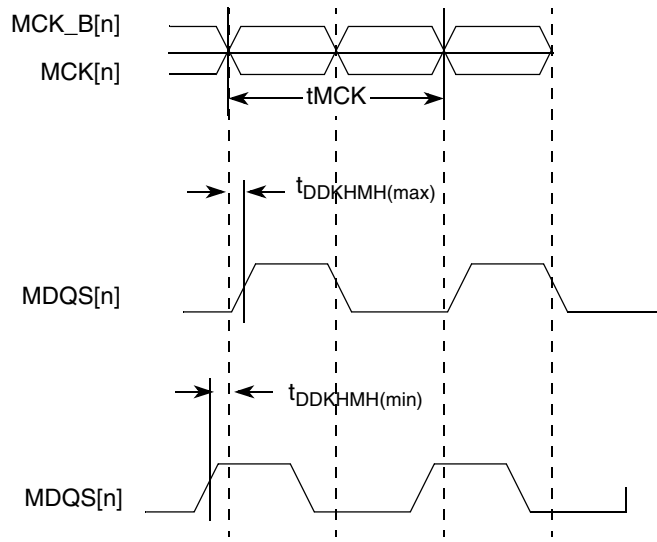 MCK_B[n]
MCK[n]
tMCK
tDDKHMH(max)
MDQS[n]
tDDKHMH(min)
MDQS[n]